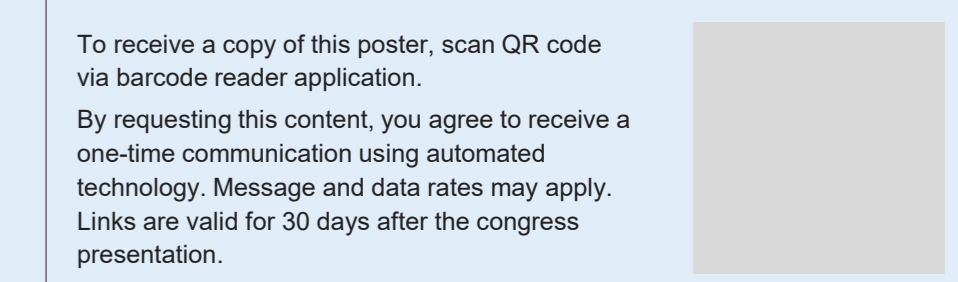 To receive a copy of this poster, scan QR code
via barcode reader application.
By requesting this content, you agree to receive a
one-time communication using automated
technology. Message and data rates may apply.
Links are valid for 30 days after the congress
presentation.